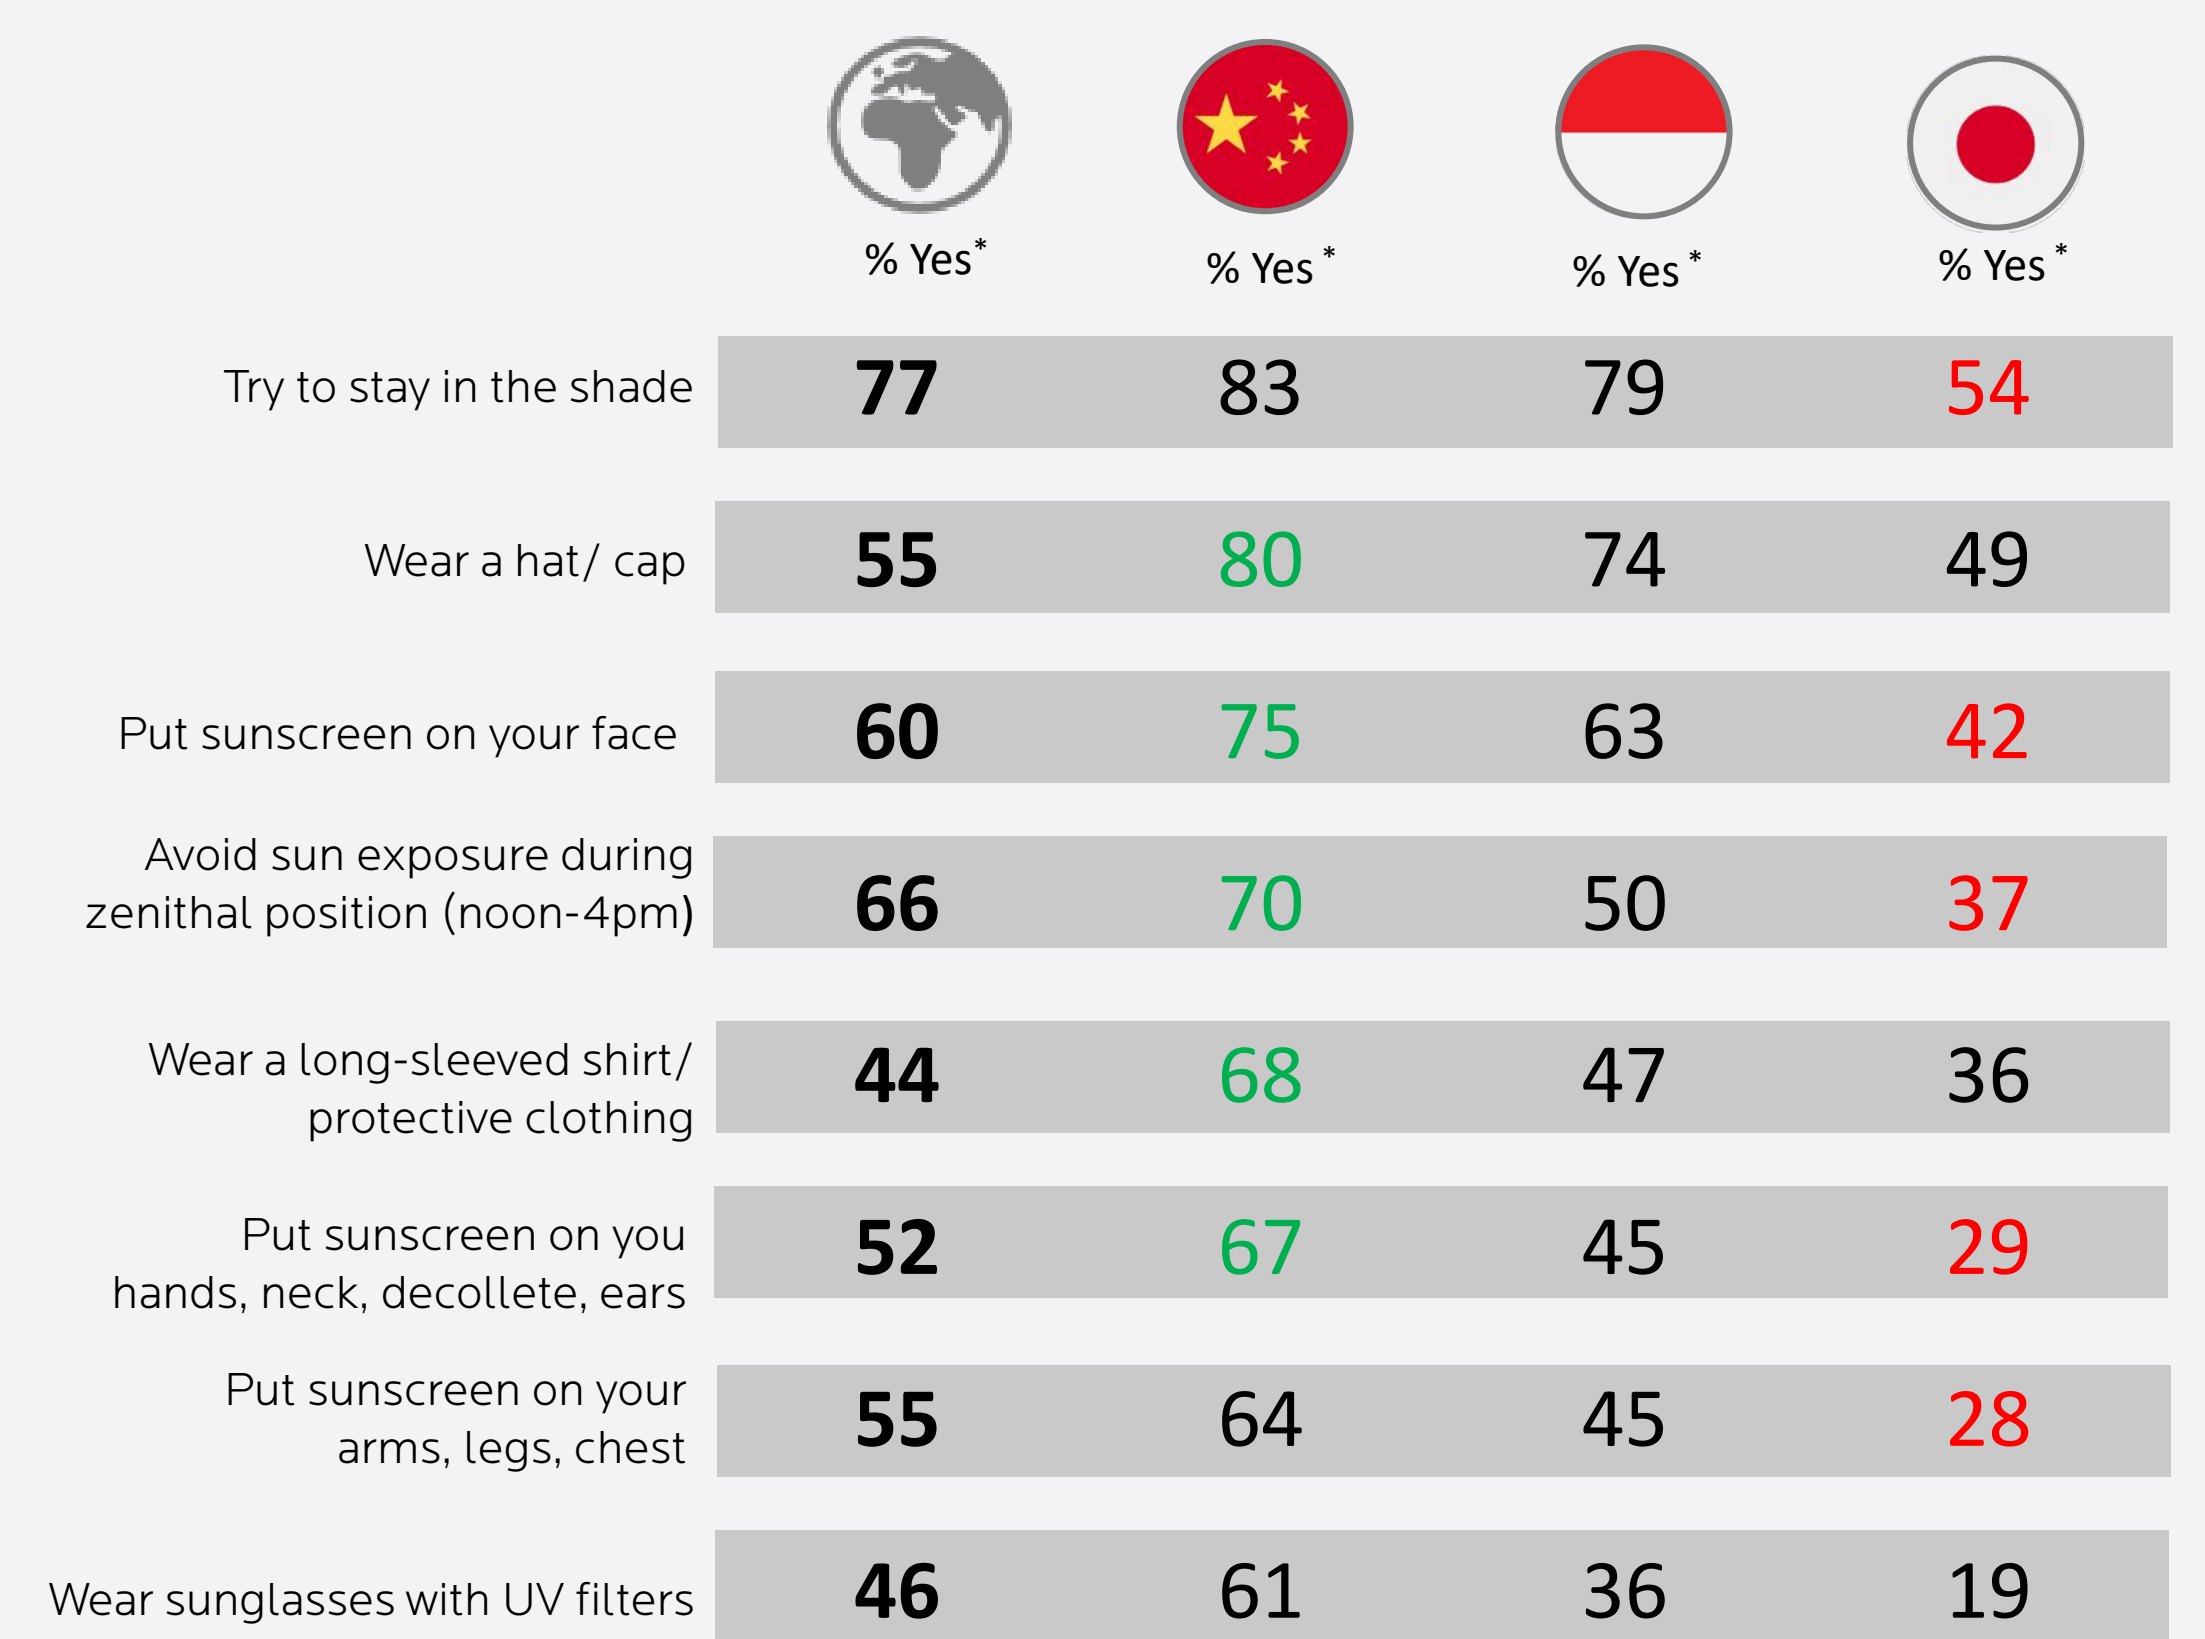 % Yes* % Yes * % Yes * % Yes *
Try to stay in the shade 77 83 79 54
Wear a hat/ cap 55 80 74 49
Put sunscreen on your face 60 75 63 42
Avoid sun exposure during
zenithal position (noon-4pm) 66 70 50 37
Wear a long-sleeved shirt/
protective clothing 44 68 47 36
Put sunscreen on you
hands, neck, decollete, ears 52 67 45 29
Put sunscreen on your
arms, legs, chest 55 64 45 28
Wear sunglasses with UV filters 46 61 36 19